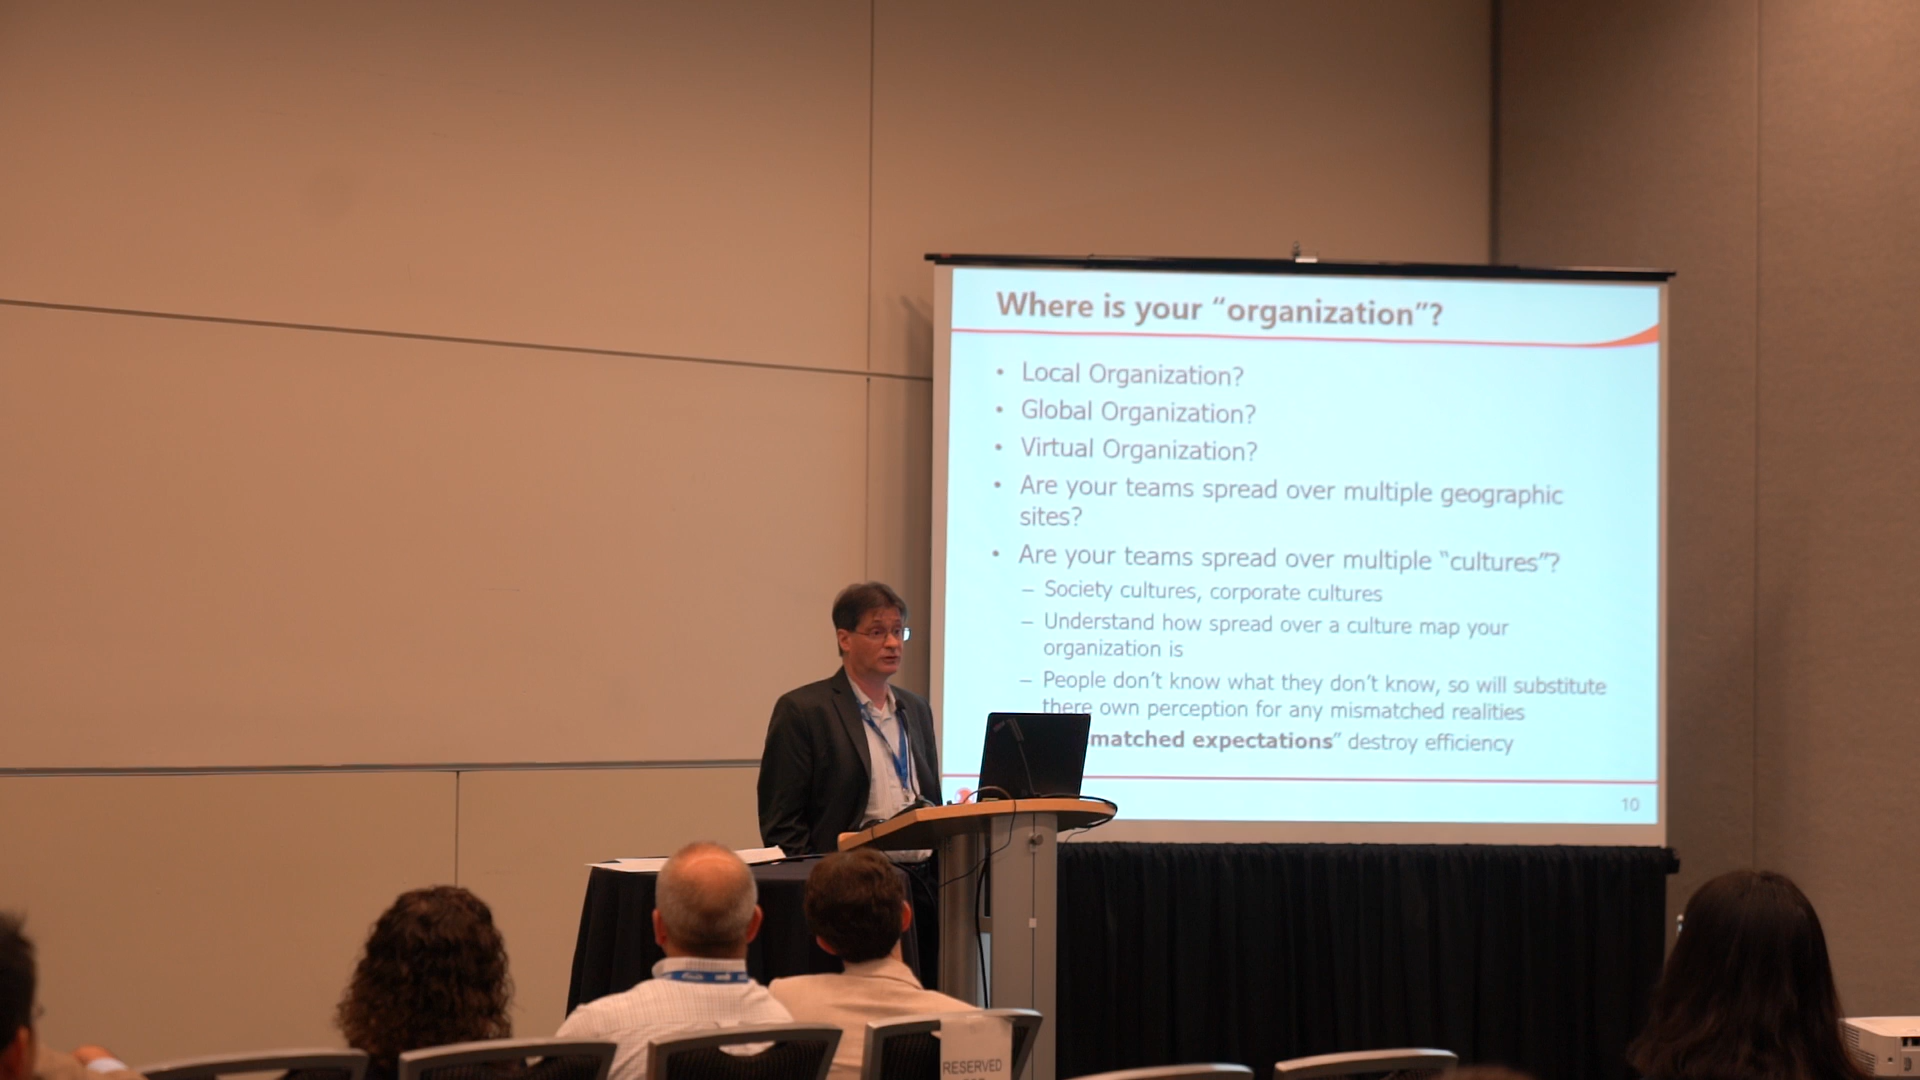 Where is your “organization”?
• Local Organization?
• Global Organization?
• Virtual Organization?
• Are your teams spread over multiple geographic
sites?
• Are your teams spread over multiple “cultures”?
– Society cultures, corporate cultures
– Understand how spread over a culture map your
organization is
– People don’t know what they don’t know, so will substitute
there own perception for any mismatched realities
matched expectations” destroy efficiency
10
RESERVED